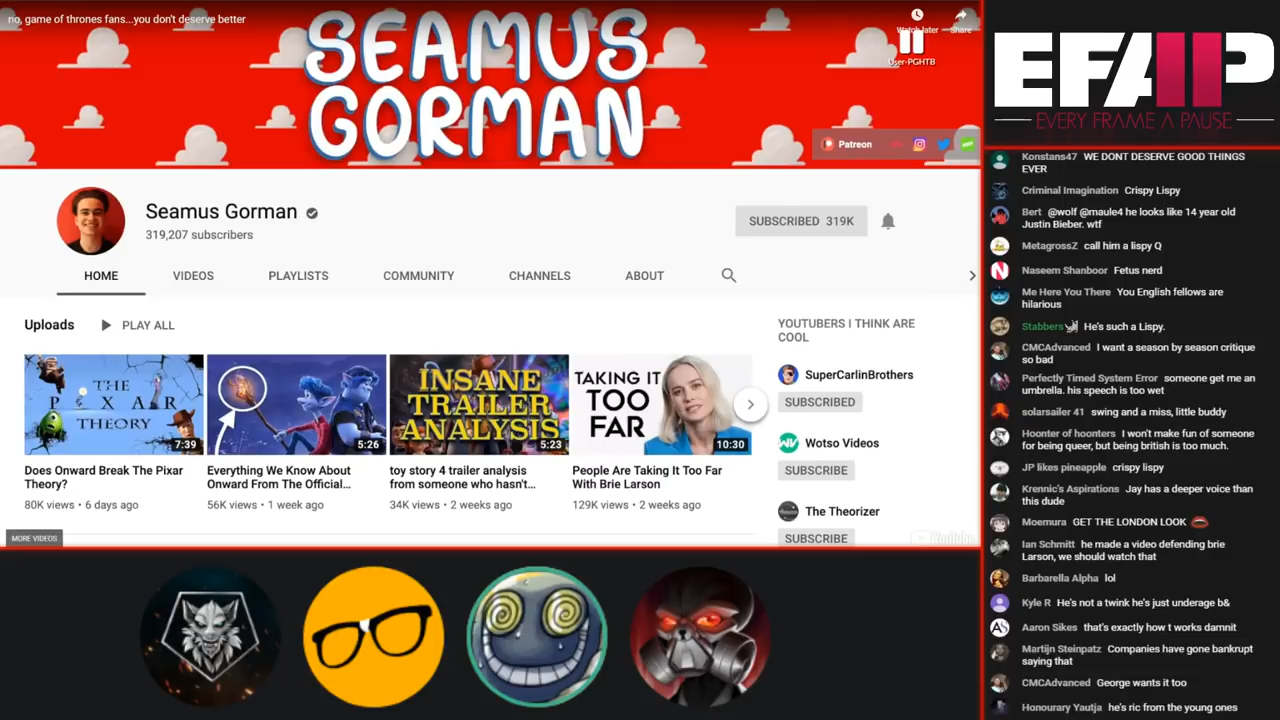 no, game of thrones fans...you don't deserve better
Watch later
Share
User-PGHTB
SEAMUS
GORMAN
Patreon
Seamus Gorman
319,207 subscribers
SUBSCRIBED 319K
HOME
VIDEOS
PLAYLISTS
COMMUNITY
CHANNELS
ABOUT
Uploads
PLAY ALL
THE
PIXAR
THEORY
7:39
Does Onward Break The Pixar
Theory?
80K views • 6 days ago
5:26
Everything We Know About
Onward From The Official...
56K views • 1 week ago
INSANE
TRAILER
ANALYSIS
5:23
toy story 4 trailer analysis
from someone who hasn't...
34K views • 2 weeks ago
TAKING IT
TOO
FAR
10:30
People Are Taking It Too Far
With Brie Larson
129K views • 2 weeks ago
YOUTUBERS I THINK ARE
COOL
SuperCarlinBrothers
SUBSCRIBED
Wotso Videos
SUBSCRIBE
The Theorizer
SUBSCRIBE
MORE VIDEOS
YouTube
EFAP
EVERY FRAME A PAUSE
Konstans47 WE DONT DESERVE GOOD THINGS
EVER
Criminal Imagination Crispy Lispy
Bert @wolf @maule4 he looks like 14 year old
Justin Bieber. wtf
MetagrossZ call him a lispy Q
Naseem Shanboor Fetus nerd
Me Here You There You English fellows are
hilarious
Stabbers He's such a Lispy.
CMCAdvanced I want a season by season critique
so bad
Perfectly Timed System Error someone get me an
umbrella. his speech is too wet
solarsailer 41 swing and a miss, little buddy
Hoonter of hoonters I won't make fun of someone
for being queer, but being british is too much.
JP likes pineapple crispy lispy
Krennic's Aspirations Jay has a deeper voice than
this dude
Moemura GET THE LONDON LOOK
Ian Schmitt he made a video defending brie
Larson, we should watch that
Barbarella Alpha lol
Kyle R He's not a twink he's just underage b&
Aaron Sikes that's exactly how t works damnit
Martijn Steinpatz Companies have gone bankrupt
saying that
CMCAdvanced George wants it too
Honourary Yautja he's ric from the young ones